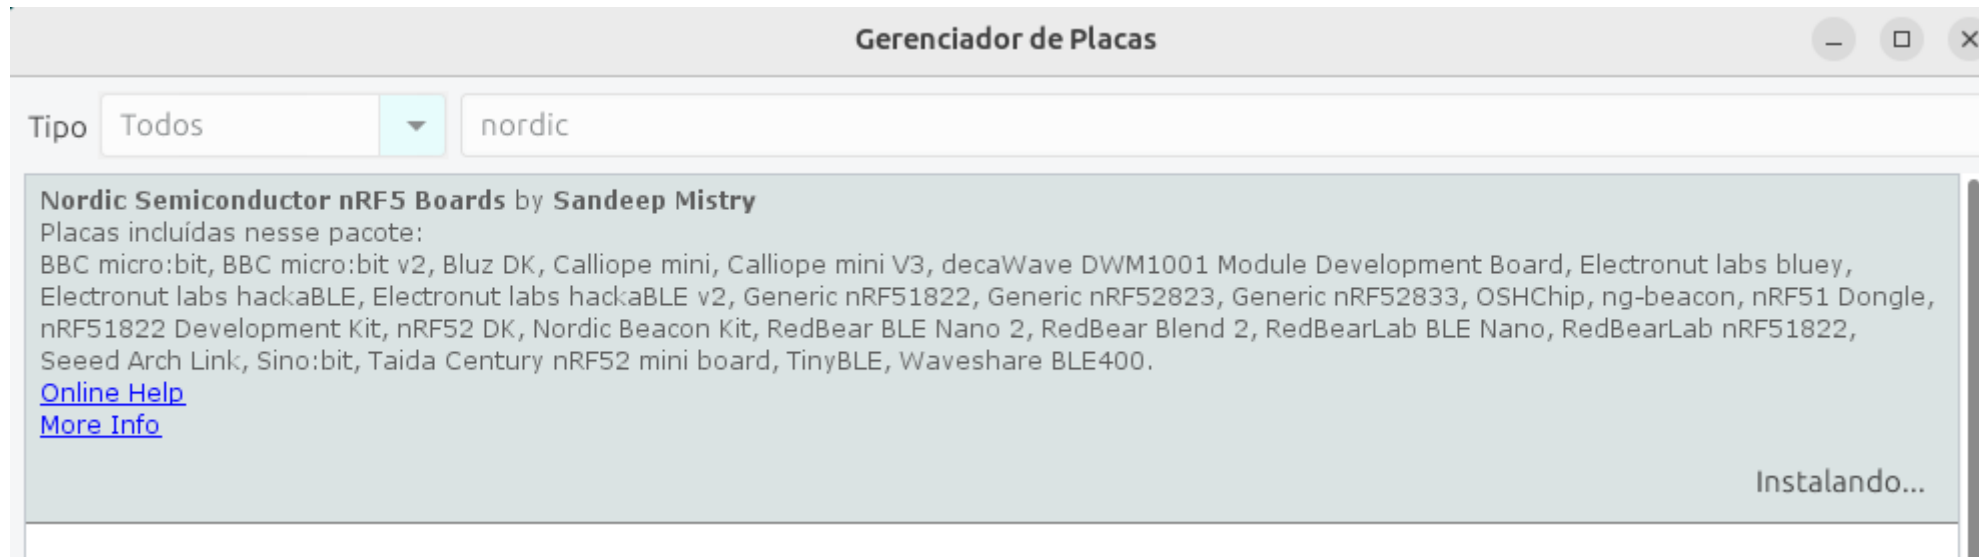 Gerenciador de Placas
Tipo Todos nordic
Nordic Semiconductor nRF5 Boards by Sandeep Mistry
Placas incluídas nesse pacote:
BBC micro:bit, BBC micro:bit v2, Bluz DK, Calliope mini, Calliope mini V3, decaWave DWM1001 Module Development Board, Electronut labs bluey,
Electronut labs hackaBLE, Electronut labs hackaBLE v2, Generic nRF51822, Generic nRF52823, Generic nRF52833, OSHChip, ng-beacon, nRF51 Dongle,
nRF51822 Development Kit, nRF52 DK, Nordic Beacon Kit, RedBear BLE Nano 2, RedBear Blend 2, RedBearLab BLE Nano, RedBearLab nRF51822,
Seeed Arch Link, Sino:bit, Taida Century nRF52 mini board, TinyBLE, Waveshare BLE400.
Online Help
More Info
Instalando...